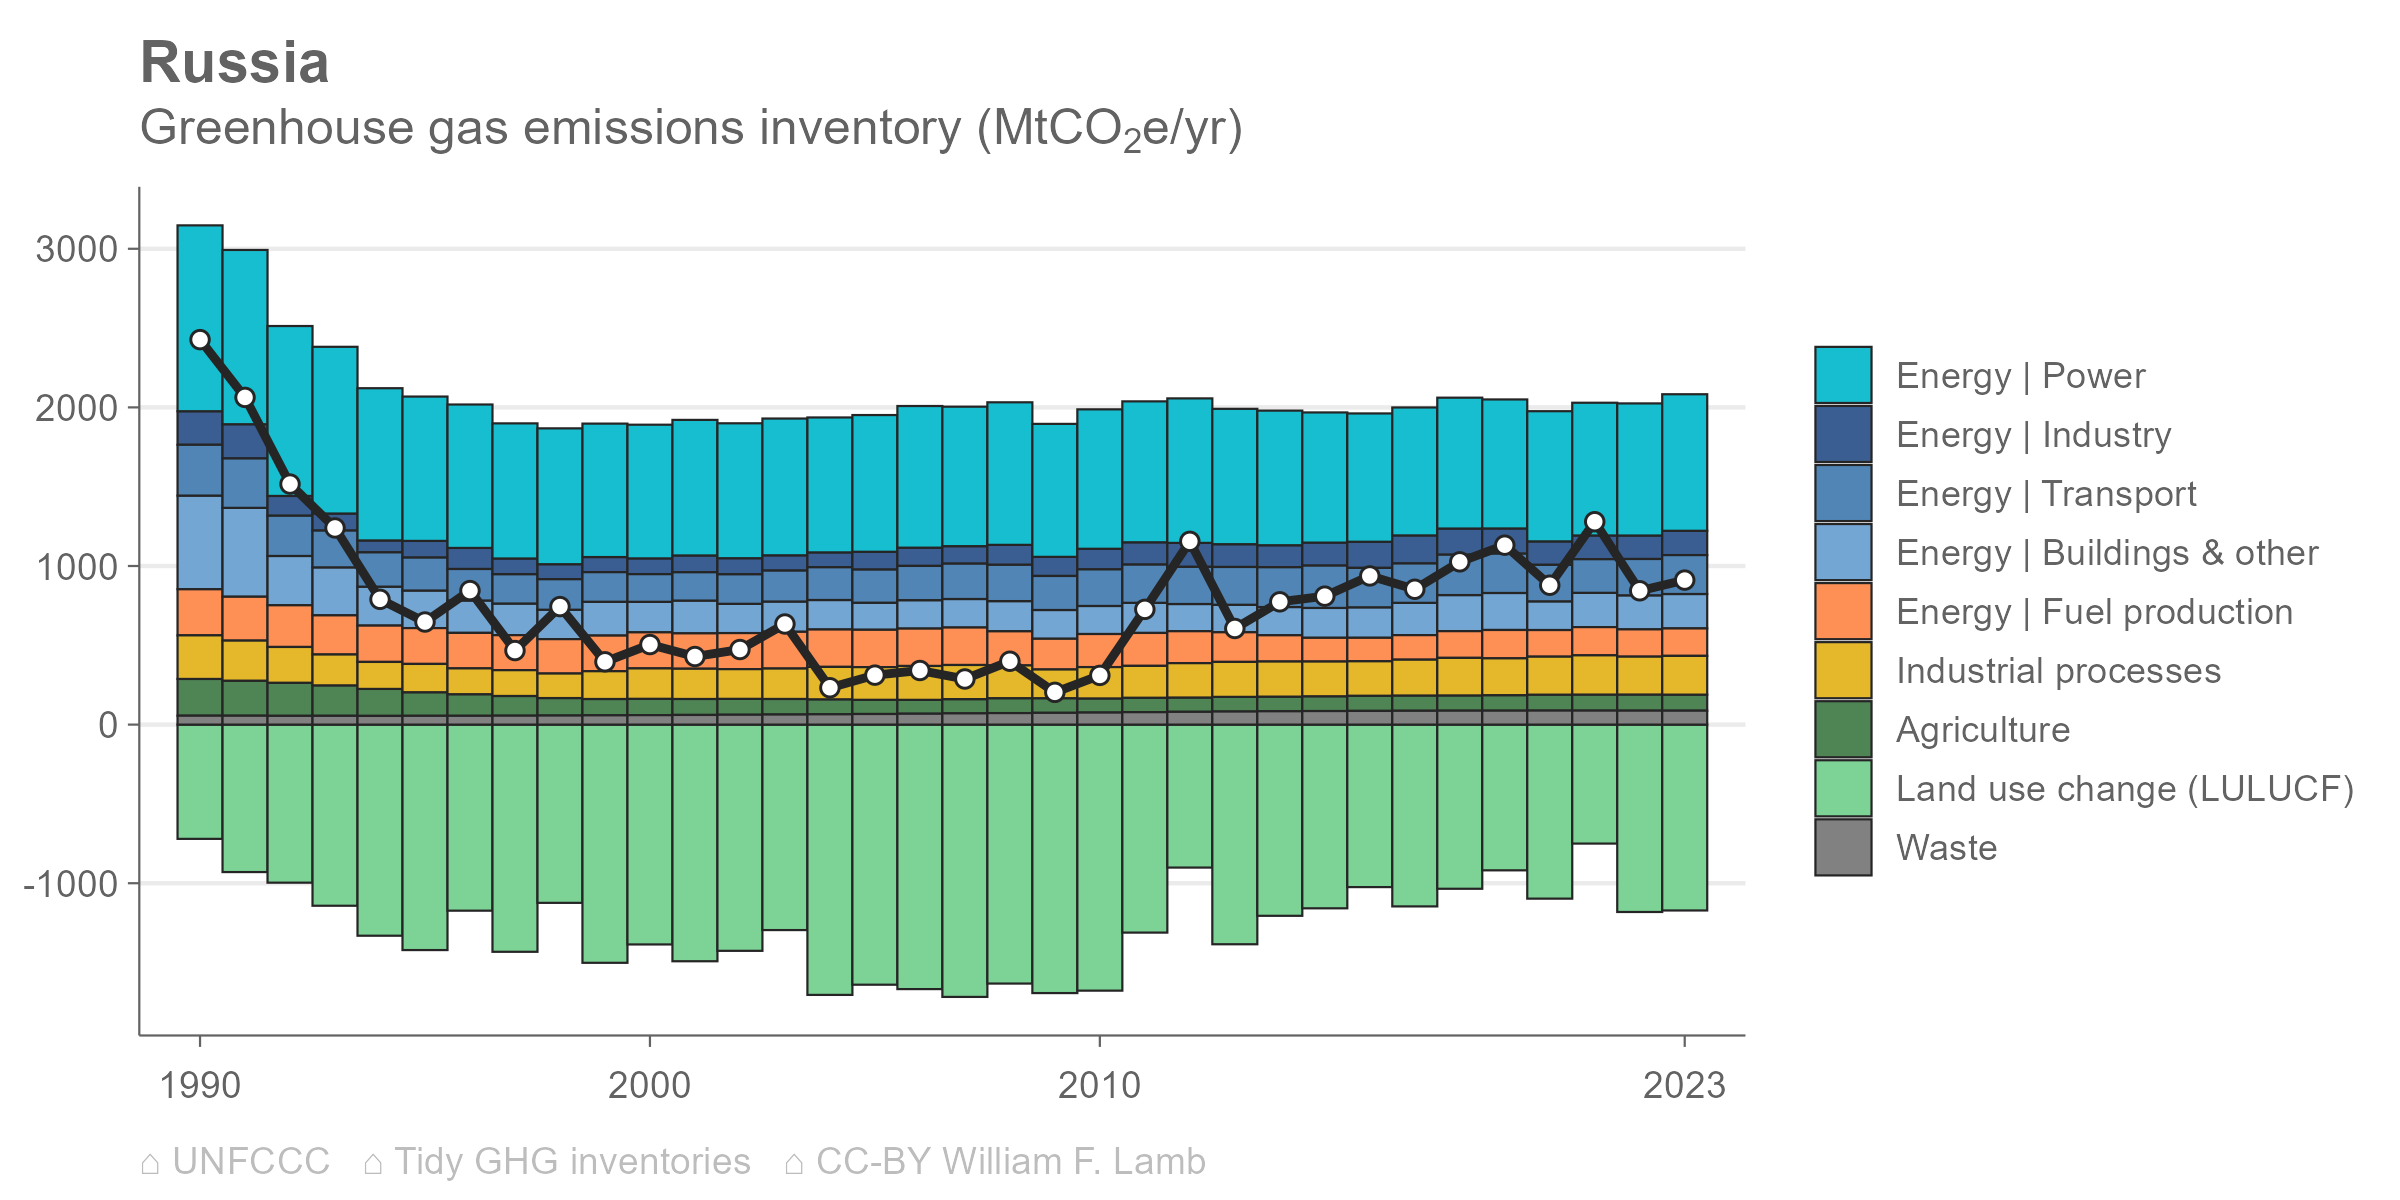 Russia
Greenhouse gas emissions inventory (MtCO₂e/yr)
3000
2000
1000
0
-1000
1990 2000 2010 2023
Energy | Power
Energy | Industry
Energy | Transport
Energy | Buildings & other
Energy | Fuel production
Industrial processes
Agriculture
Land use change (LULUCF)
Waste
⌂ UNFCCC ⌂ Tidy GHG inventories ⌂ CC-BY William F. Lamb